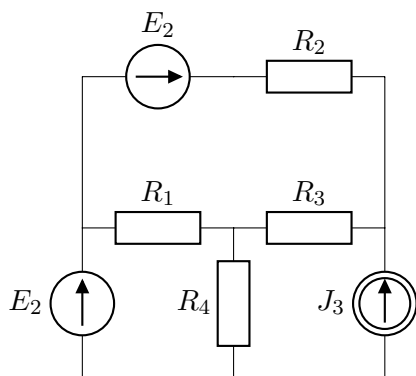 E₂
R₂
R₁ R₃
E₂ R₄ J₃